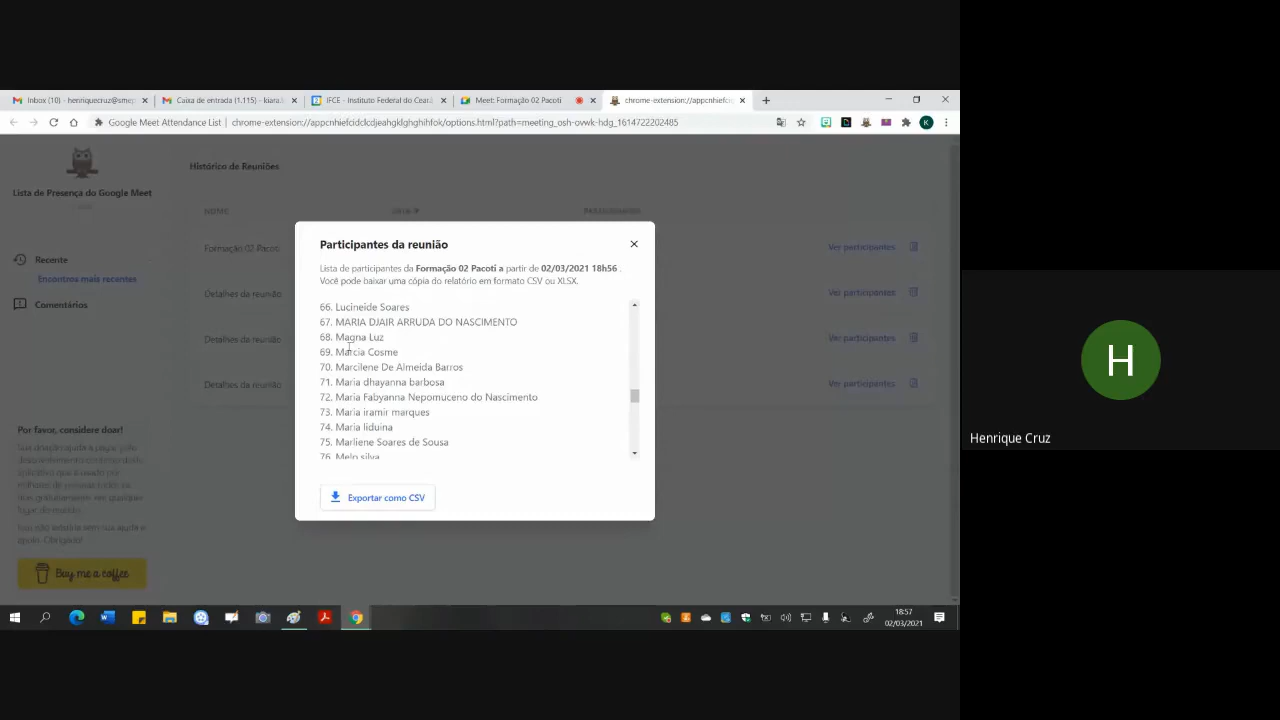 Inbox (10) - henriquecruz@sme
Caixa de entrada (1.115) - kiara
IFCE - Instituto Federal do Ceará
Meet: Formação 02 Pacoti
chrome-extension://appcnhiefcid
Google Meet Attendance List | chrome-extension://appcnhiefcidclcdjeahgklghghihfok/options.html?path=meeting_osh-ovwk-hdg_1614722202485
K
Lista de Presença do Google Meet
Recente
Encontros mais recentes
Comentários
Histórico de Reuniões
NOME
Formação 02 Pacoti
Ver participantes
Detalhes da reunião
Ver participantes
Detalhes da reunião
Ver participantes
Detalhes da reunião
Ver participantes
Participantes da reunião
Lista de participantes da Formação 02 Pacoti a partir de 02/03/2021 18h56 .
Você pode baixar uma cópia do relatório em formato CSV ou XLSX.
66. Lucineide Soares
67. MARIA DJAIR ARRUDA DO NASCIMENTO
68. Magna Luz
69. Marcia Cosme
70. Marcilene De Almeida Barros
71. Maria dhayanna barbosa
72. Maria Fabyanna Nepomuceno do Nascimento
73. Maria iramir marques
74. Maria liduina
75. Marliene Soares de Sousa
76. Melo silva
Exportar como CSV
Por favor, considere doar!
Buy me a coffee
18:57
02/03/2021
H
Henrique Cruz